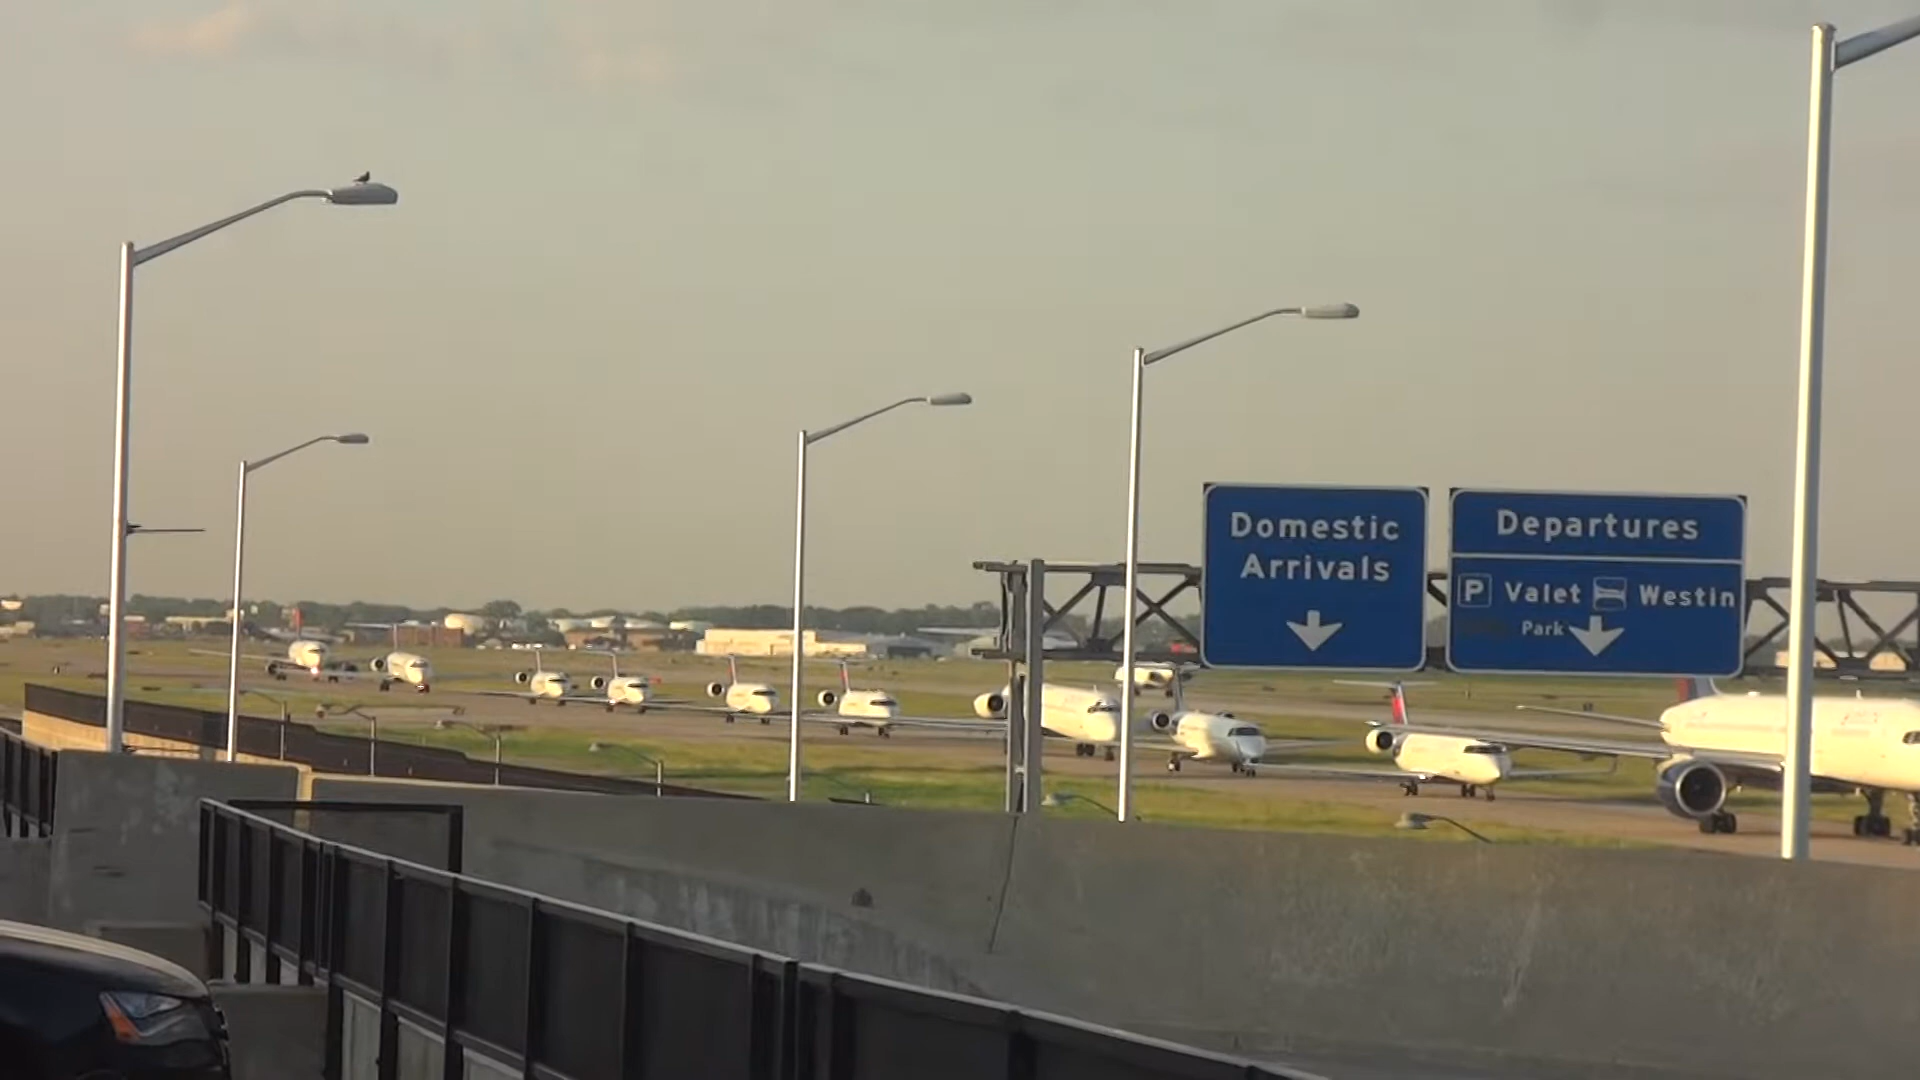 Domestic
Arrivals
Departures
P Valet Westin
Park